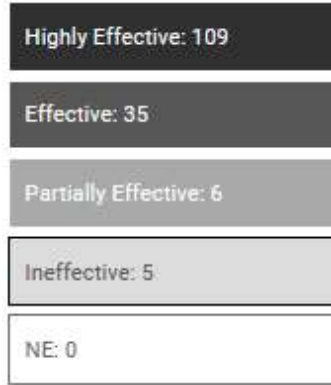 Highly Effective: 109
Effective: 35
Partially Effective: 6
Ineffective: 5
NE: 0